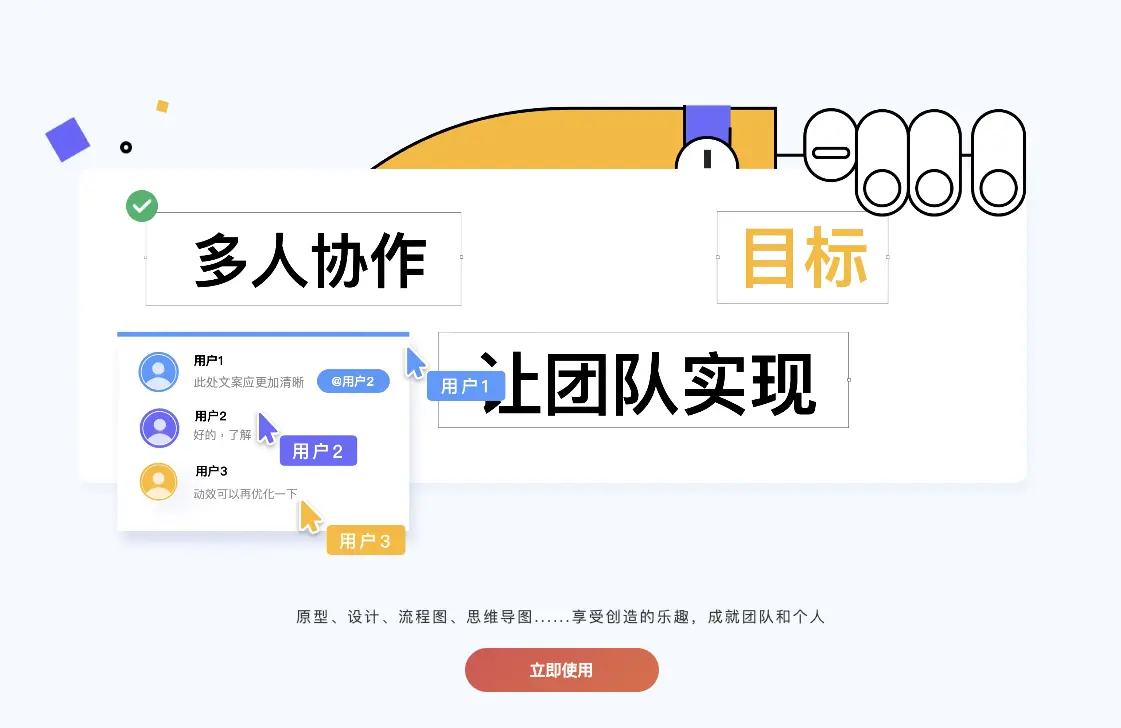 多人协作
目标
让团队实现
用户1
此处文案应更加清晰 @用户2
用户1
用户2
好的，了解
用户2
用户3
动效可以再优化一下
用户3
原型、设计、流程图、思维导图......享受创造的乐趣，成就团队和个人
立即使用